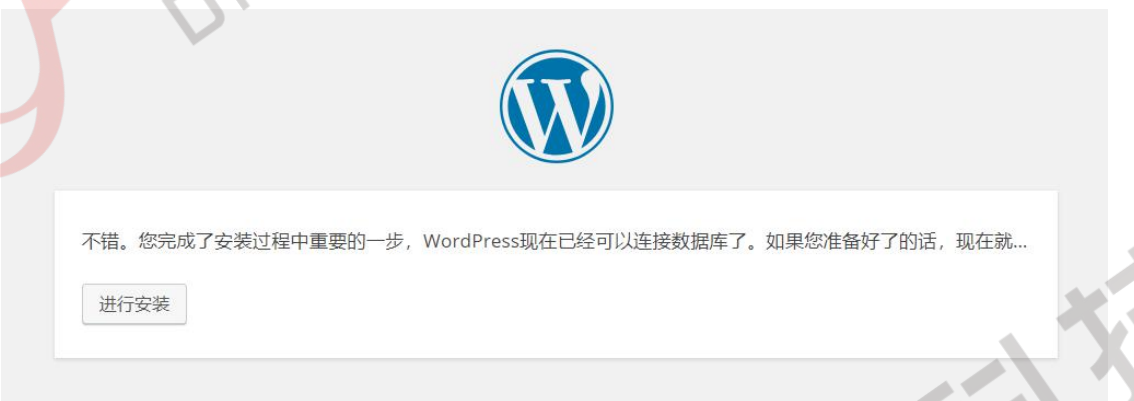 不错。您完成了安装过程中重要的一步，WordPress现在已经可以连接数据库了。如果您准备好了的话，现在就…
进行安装